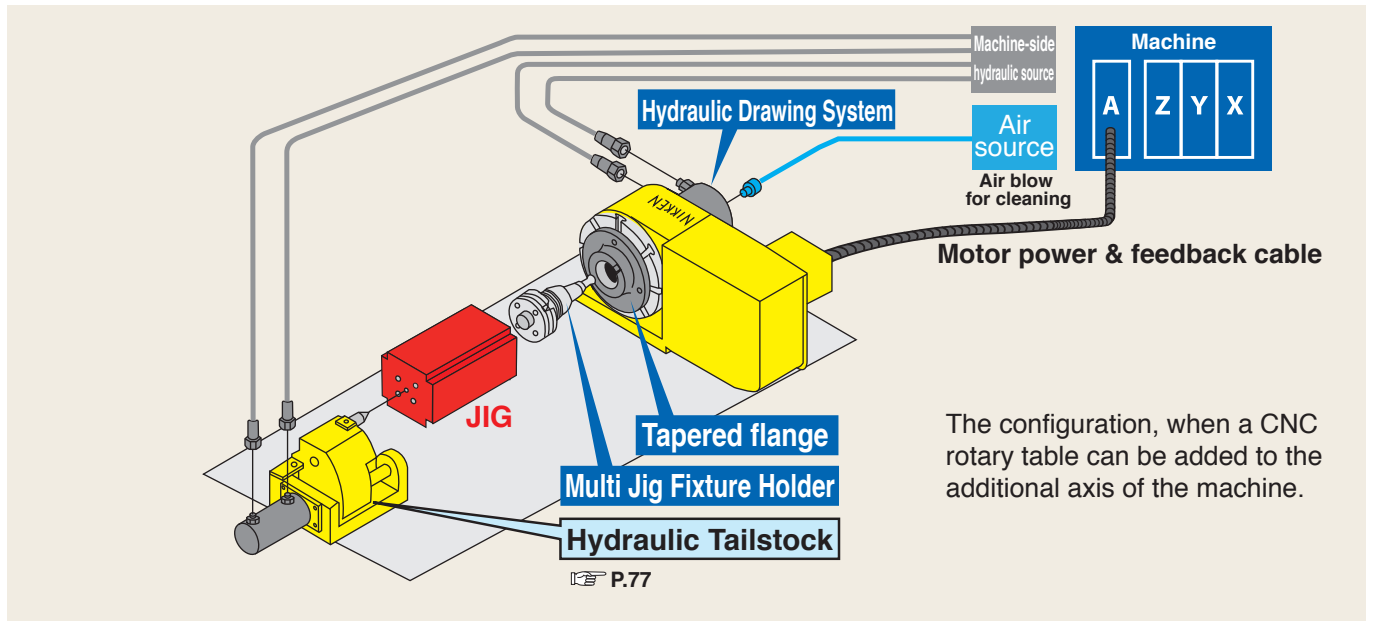 Machine-side
hydraulic source
Machine
A
Z
Y
X
Hydraulic Drawing System
Air
source
Air blow
for cleaning
NIKKEN
Motor power & feedback cable
JIG
Tapered flange
Multi Jig Fixture Holder
Hydraulic Tailstock
☞ P.77
The configuration, when a CNC
rotary table can be added to the
additional axis of the machine.